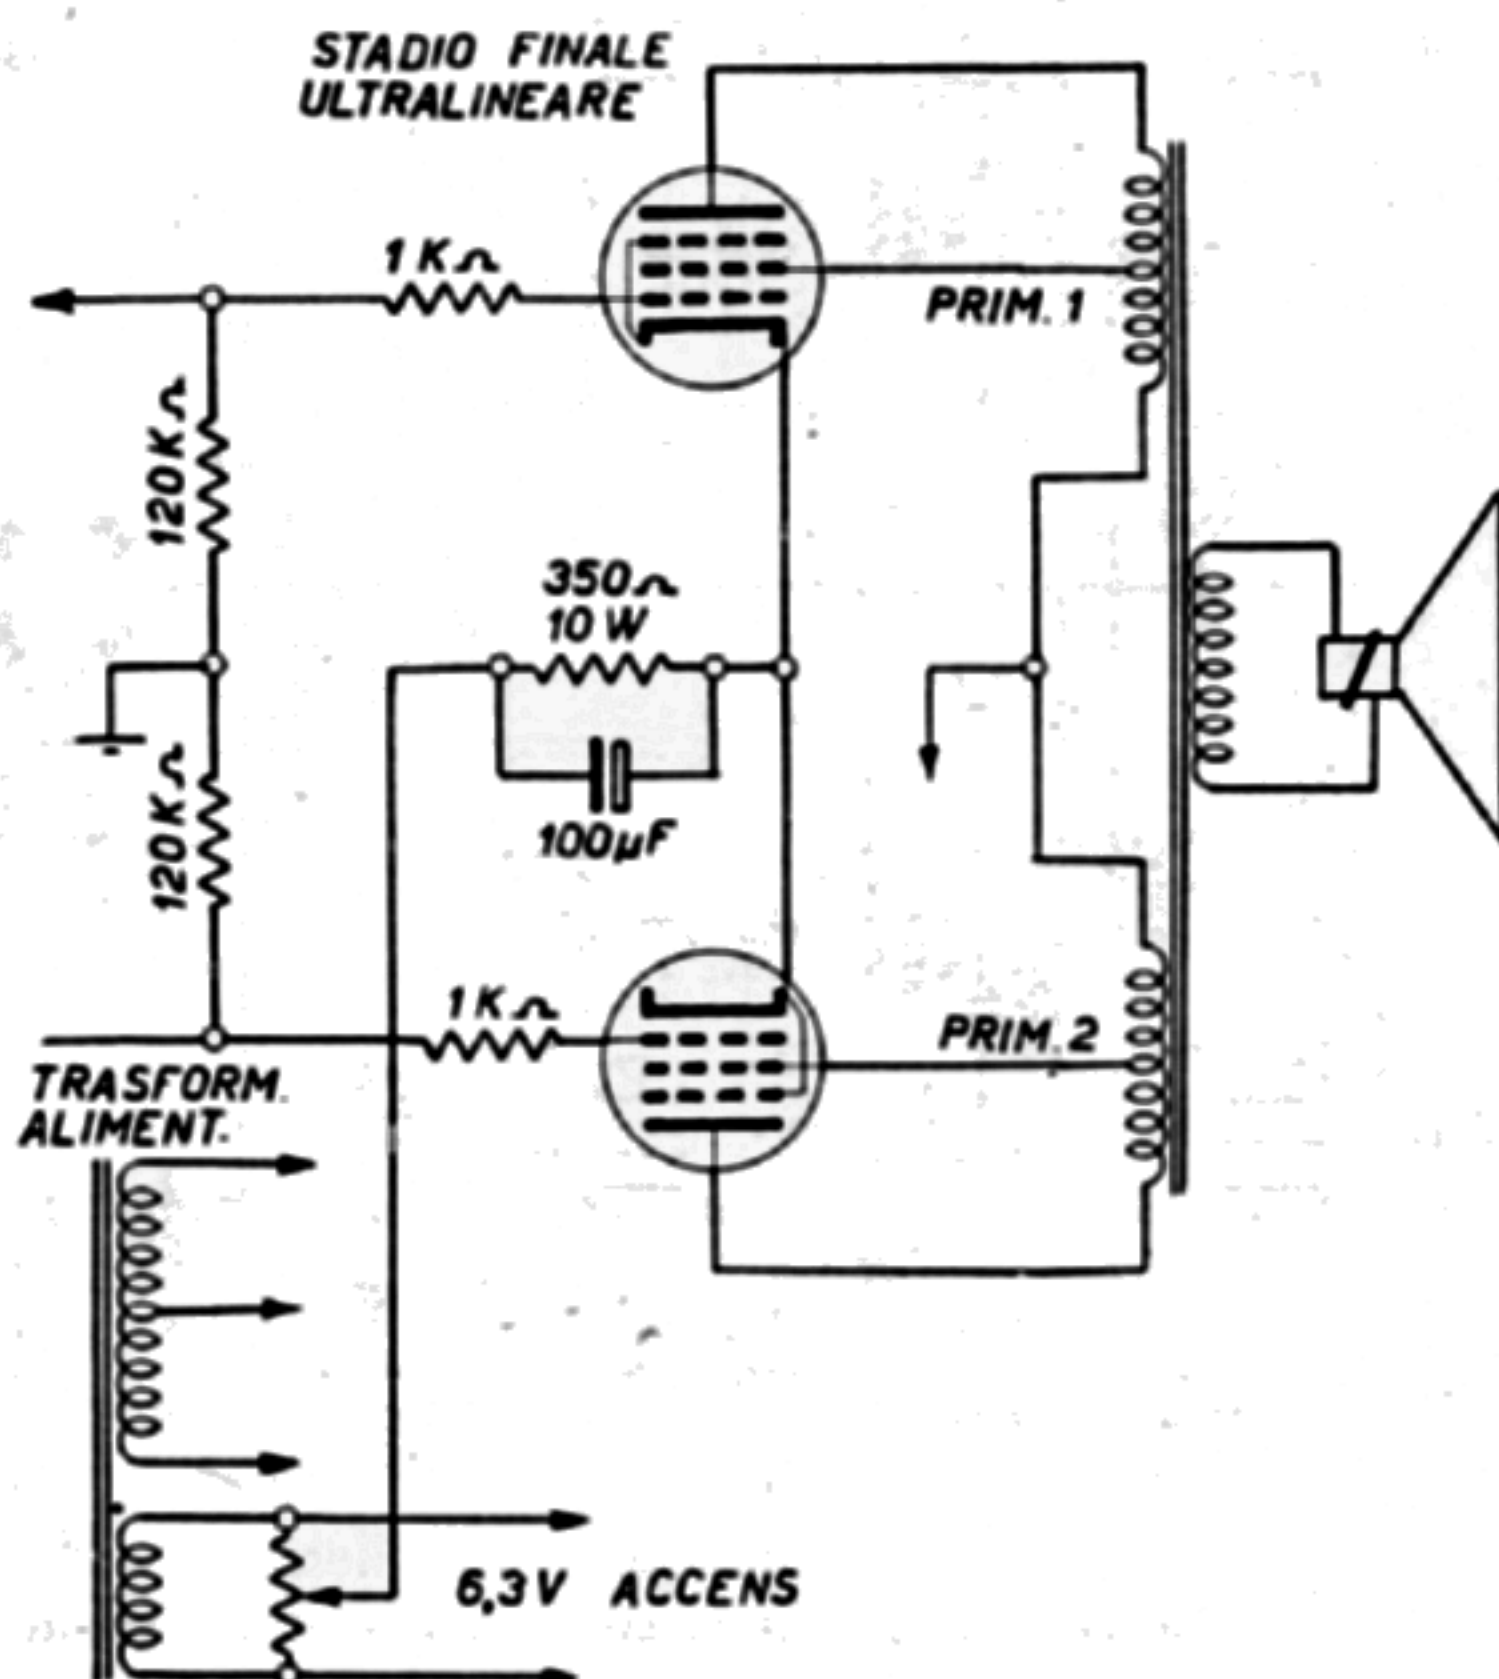 STADIO FINALE
ULTRALINEARE
1 KΩ
PRIM. 1
120KΩ
350Ω
10 W
100µF
120KΩ
1 KΩ
PRIM. 2
TRASFORM.
ALIMENT.
6,3V ACCENS